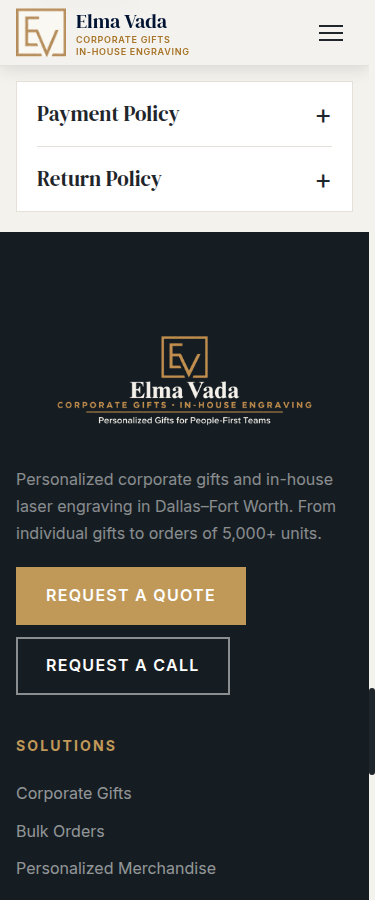 Elma Vada
CORPORATE GIFTS
IN-HOUSE ENGRAVING
Payment Policy +
Return Policy +
EV
Elma Vada
CORPORATE GIFTS • IN-HOUSE ENGRAVING
Personalized Gifts for People-First Teams
Personalized corporate gifts and in-house
laser engraving in Dallas–Fort Worth. From
individual gifts to orders of 5,000+ units.
REQUEST A QUOTE
REQUEST A CALL
SOLUTIONS
Corporate Gifts
Bulk Orders
Personalized Merchandise